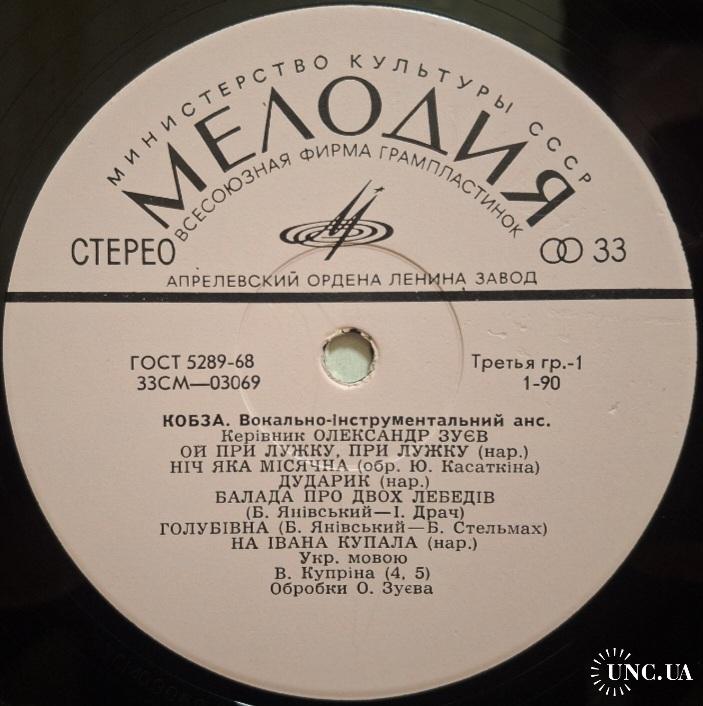 МИНИСТЕРСТВО КУЛЬТУРЫ СССР
МЕЛОДИЯ
ВСЕСОЮЗНАЯ ФИРМА ГРАМПЛАСТИНОК
СТЕРЕО
33
АПРЕЛЕВСКИЙ ОРДЕНА ЛЕНИНА ЗАВОД
ГОСТ 5289-68
Третья гр.-1
33СМ—03069
1-90
КОБЗА. Вокально-інструментальний анс.
Керівник ОЛЕКСАНДР ЗУЄВ
ОЙ ПРИ ЛУЖКУ, ПРИ ЛУЖКУ (нар.)
НІЧ ЯКА МІСЯЧНА (обр. Ю. Касаткіна)
ДУДАРИК (нар.)
БАЛАДА ПРО ДВОХ ЛЕБЕДІВ
(Б. Янівський—І. Драч)
ГОЛУБІВНА (Б. Янівський—Б. Стельмах)
НА ІВАНА КУПАЛА (нар.)
Укр. мовою
В. Купріна (4, 5)
Обробки О. Зуєва
UNC.UA